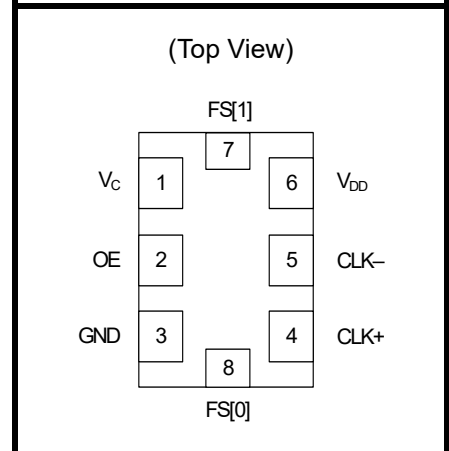 (Top View)
FS[1]
7
V_C 1 6 V_DD
OE 2 5 CLK–
GND 3 4 CLK+
8
FS[0]